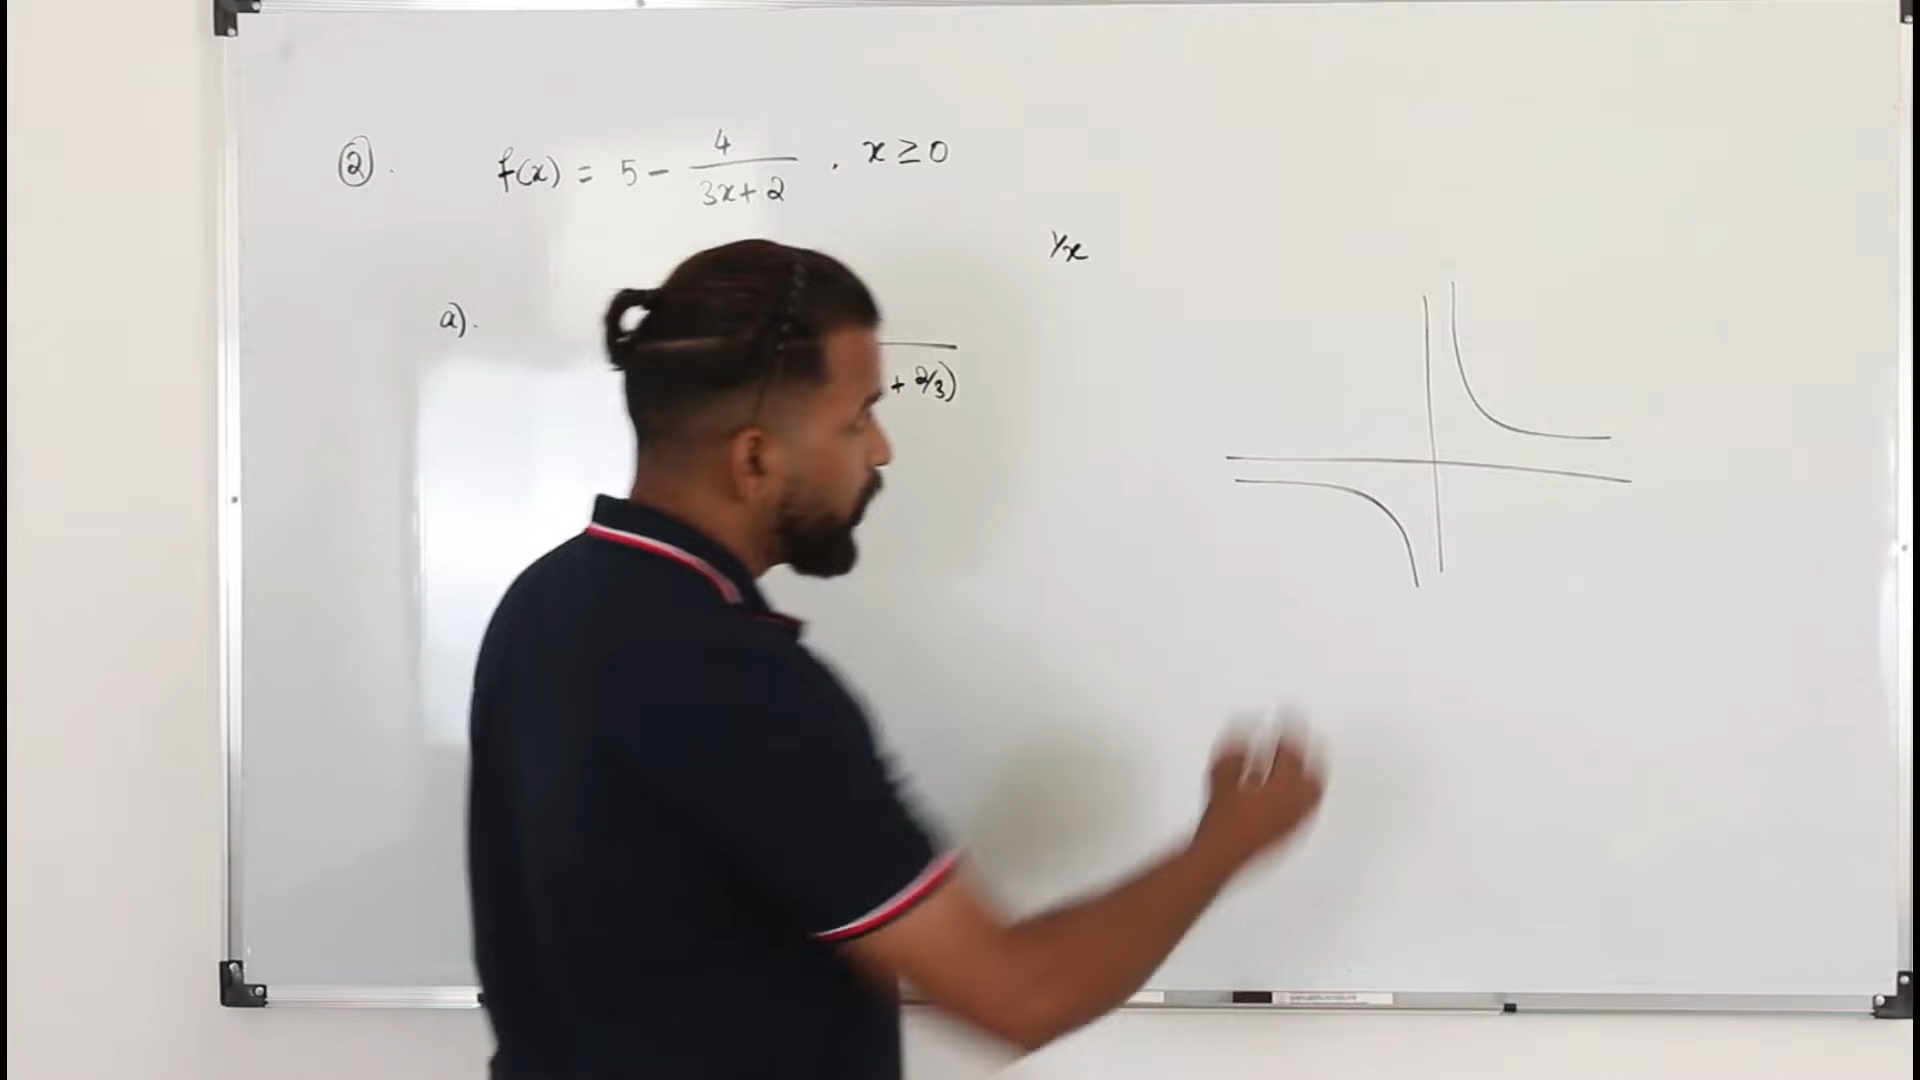 ②. f(x) = 5 - 4/(3x+2) . x ≥ 0
1/x
a).
+ 2/3)